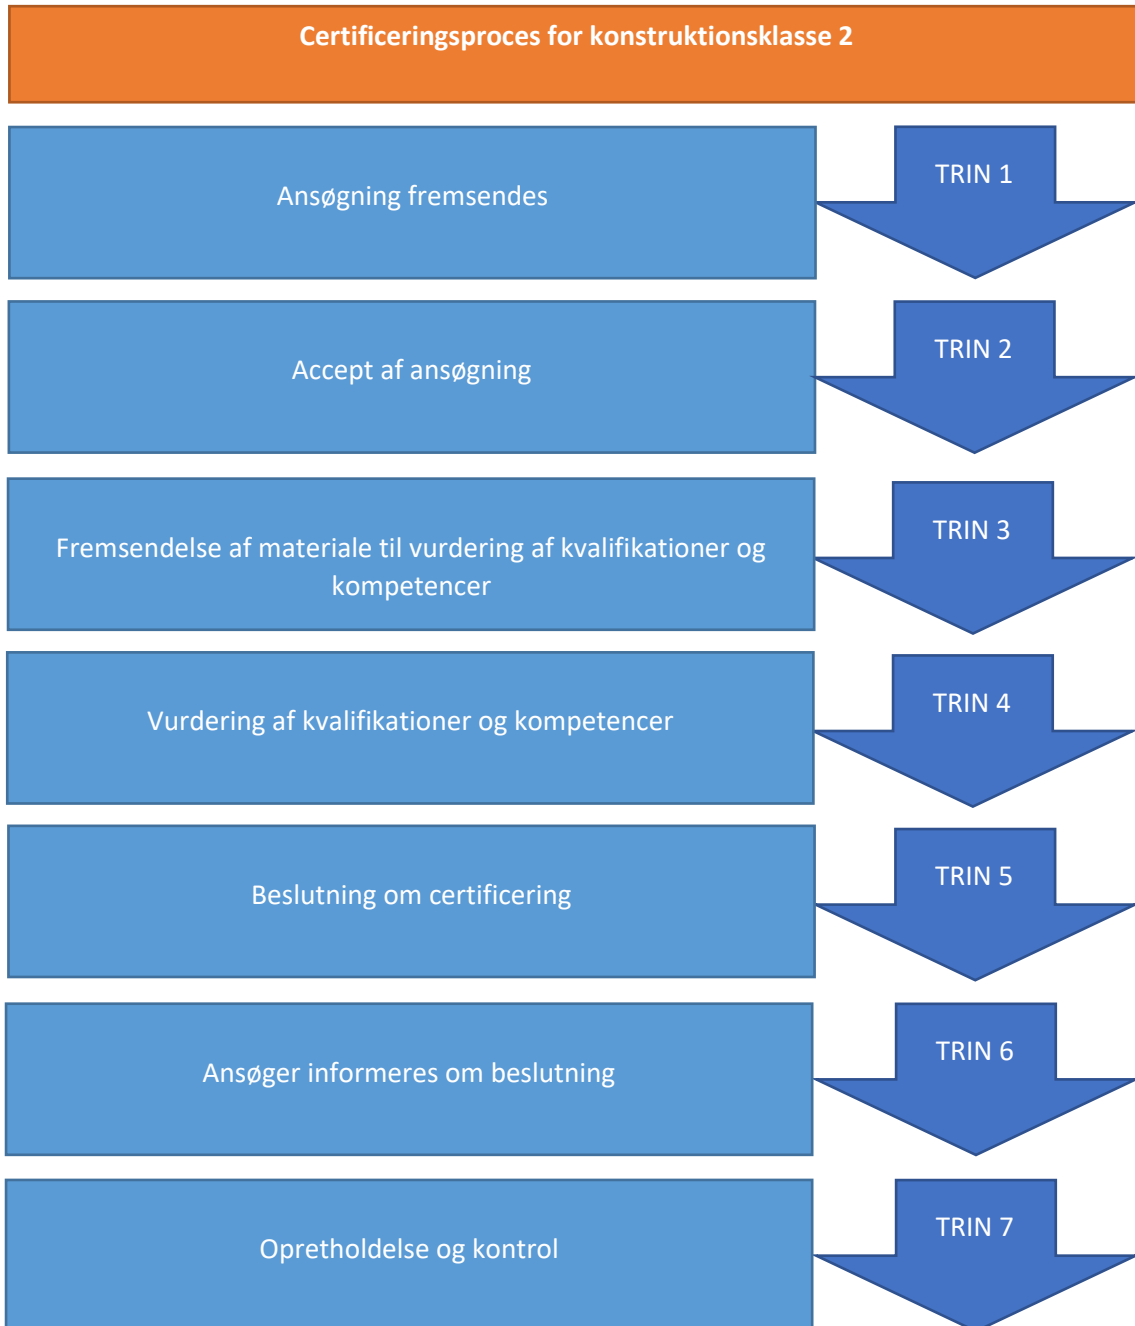 Certificeringsproces for konstruktionsklasse 2
Ansøgning fremsendes
TRIN 1
Accept af ansøgning
TRIN 2
Fremsendelse af materiale til vurdering af kvalifikationer og
kompetencer
TRIN 3
Vurdering af kvalifikationer og kompetencer
TRIN 4
Beslutning om certificering
TRIN 5
Ansøger informeres om beslutning
TRIN 6
Opretholdelse og kontrol
TRIN 7